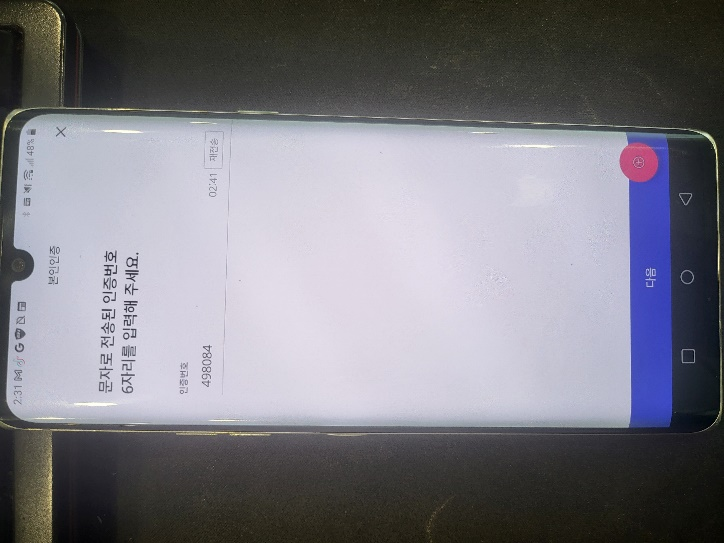 2:31
48%
본인인증
문자로 전송된 인증번호
6자리를 입력해 주세요.
인증번호
498084
02:41
재전송
다음